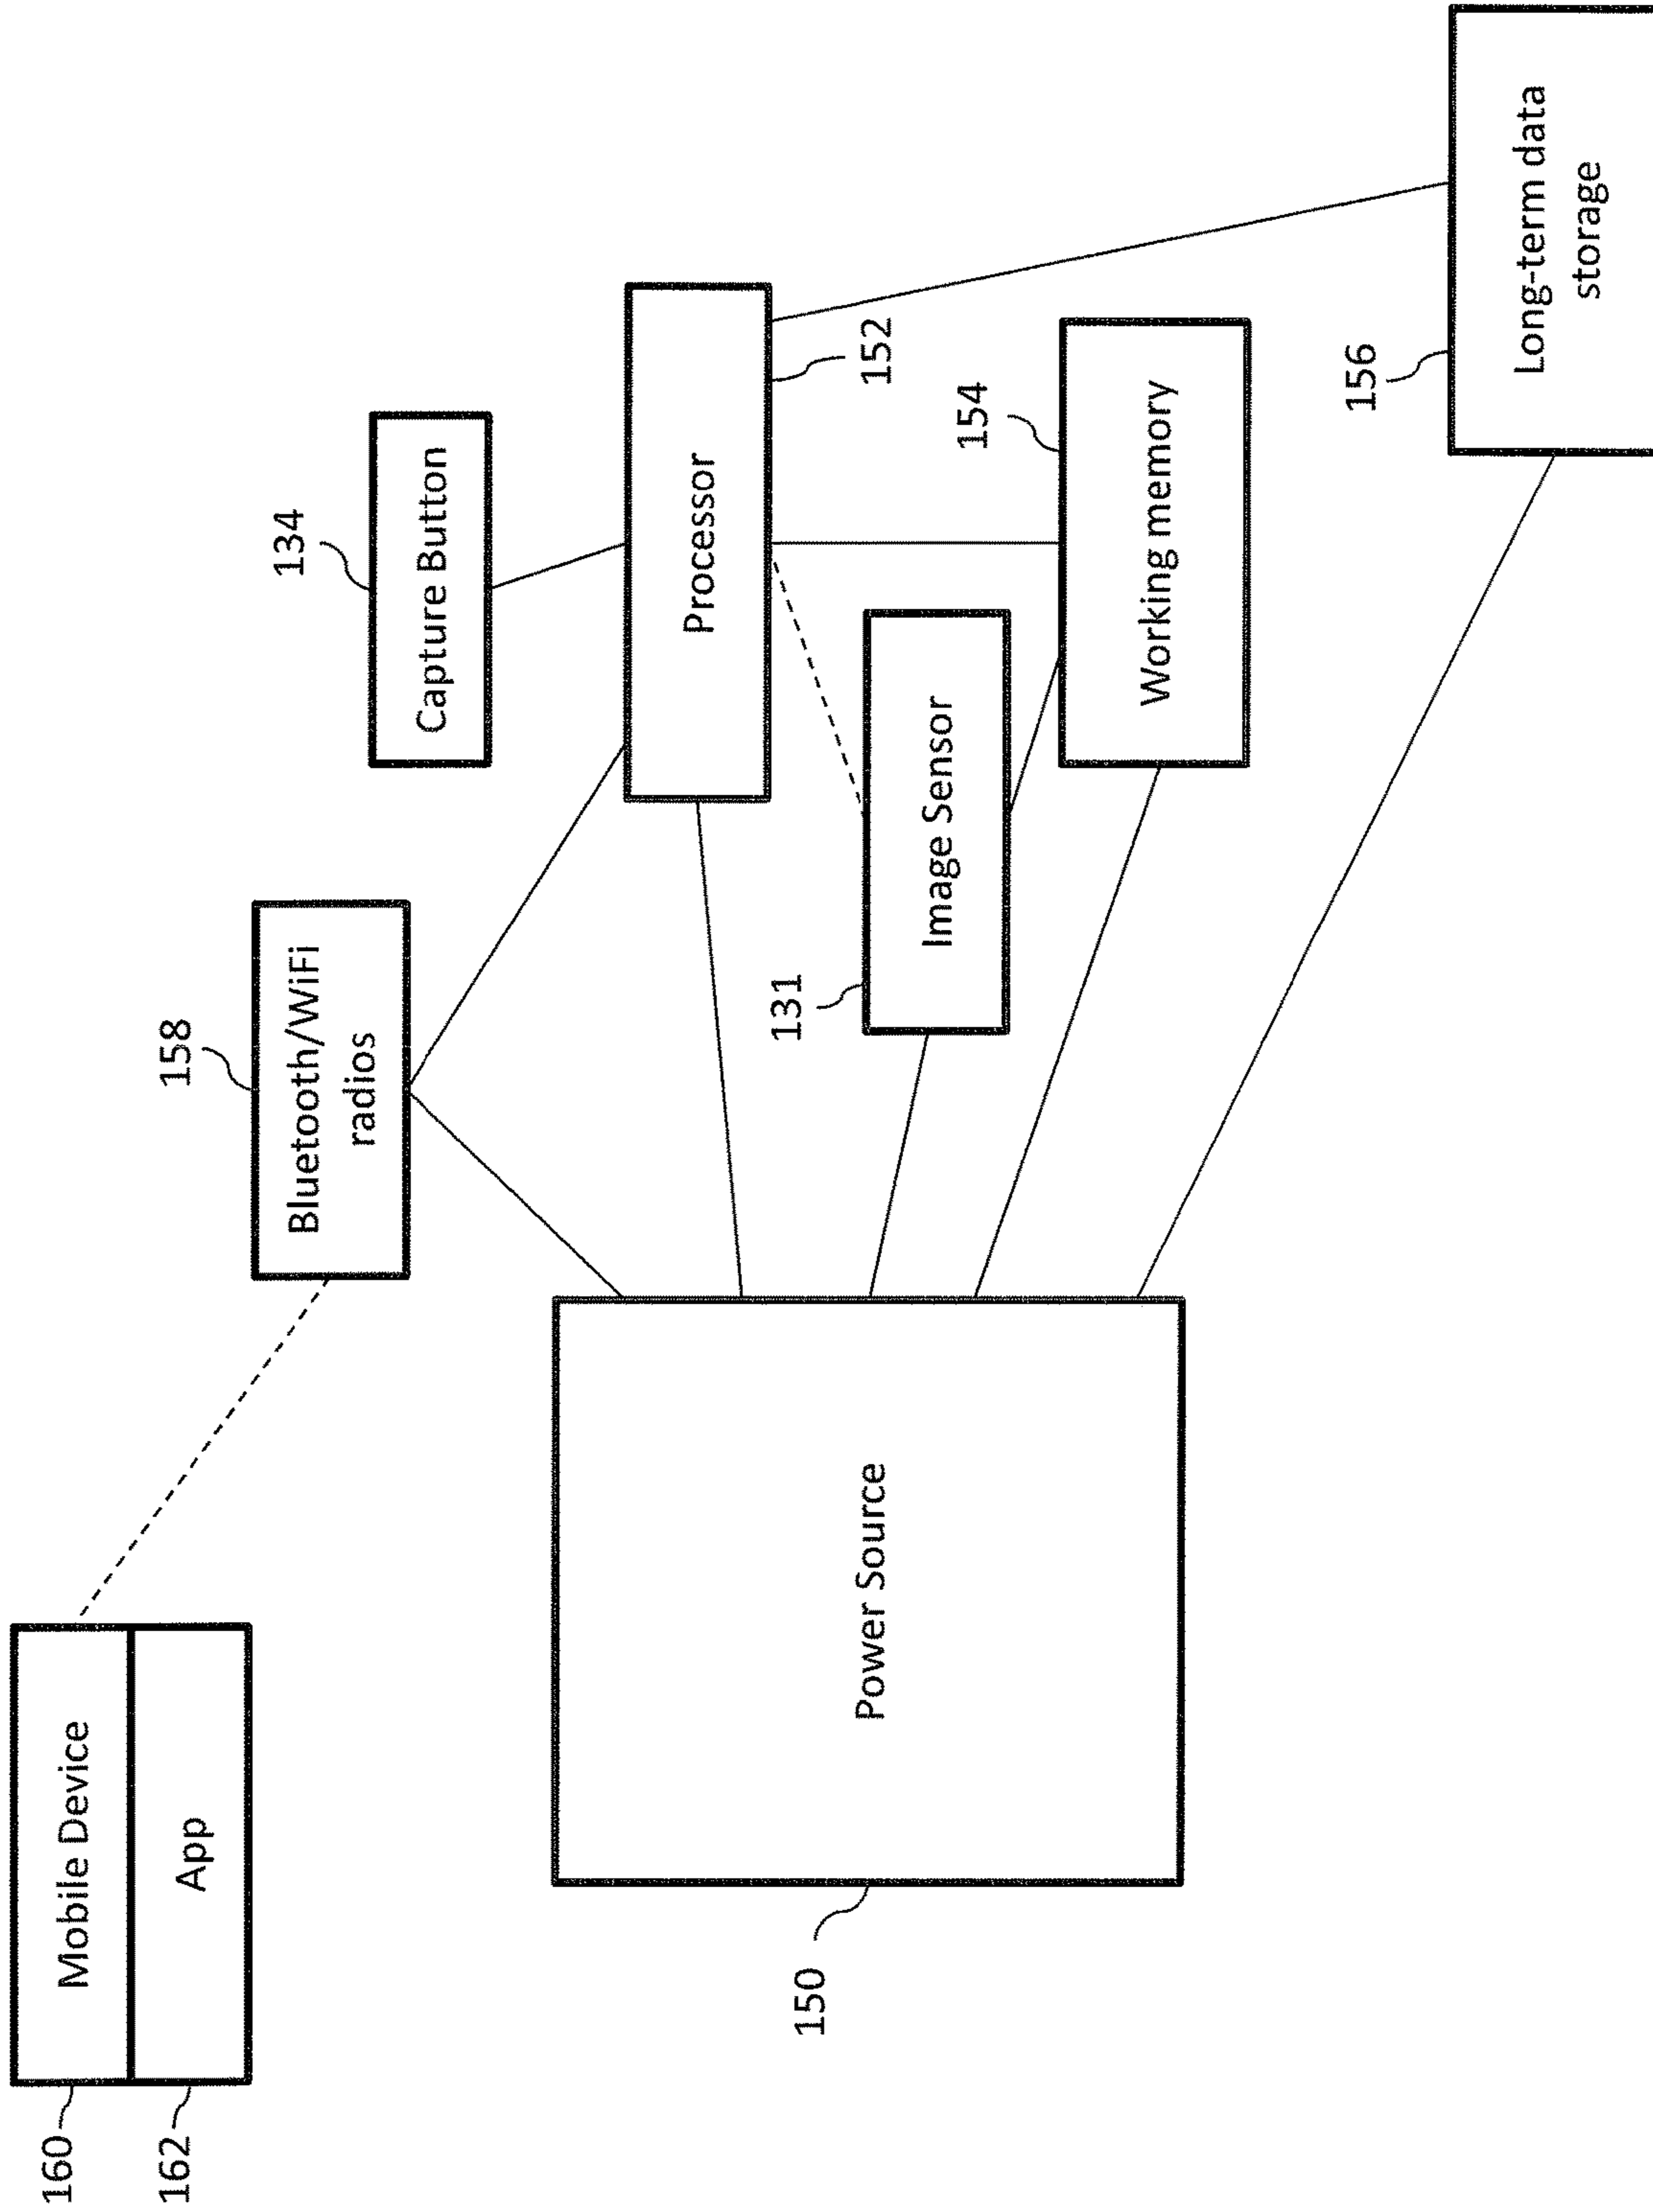 160
Mobile Device
162
App
158
Bluetooth/WiFi
radios
134
Capture Button
Processor
152
131
Image Sensor
154
Working memory
150
Power Source
156
Long-term data
storage